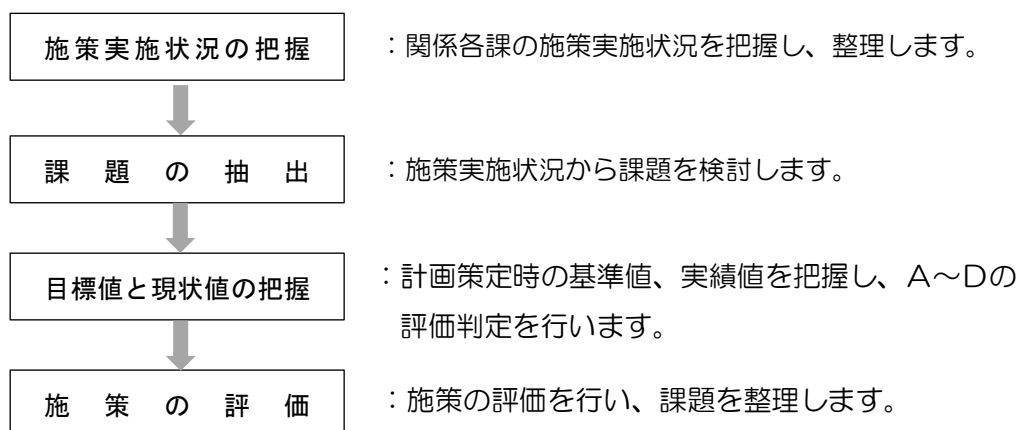 施策実施状況の把握
：関係各課の施策実施状況を把握し、整理します。
課題の抽出
：施策実施状況から課題を検討します。
目標値と現状値の把握
：計画策定時の基準値、実績値を把握し、A～Dの
評価判定を行います。
施策の評価
：施策の評価を行い、課題を整理します。